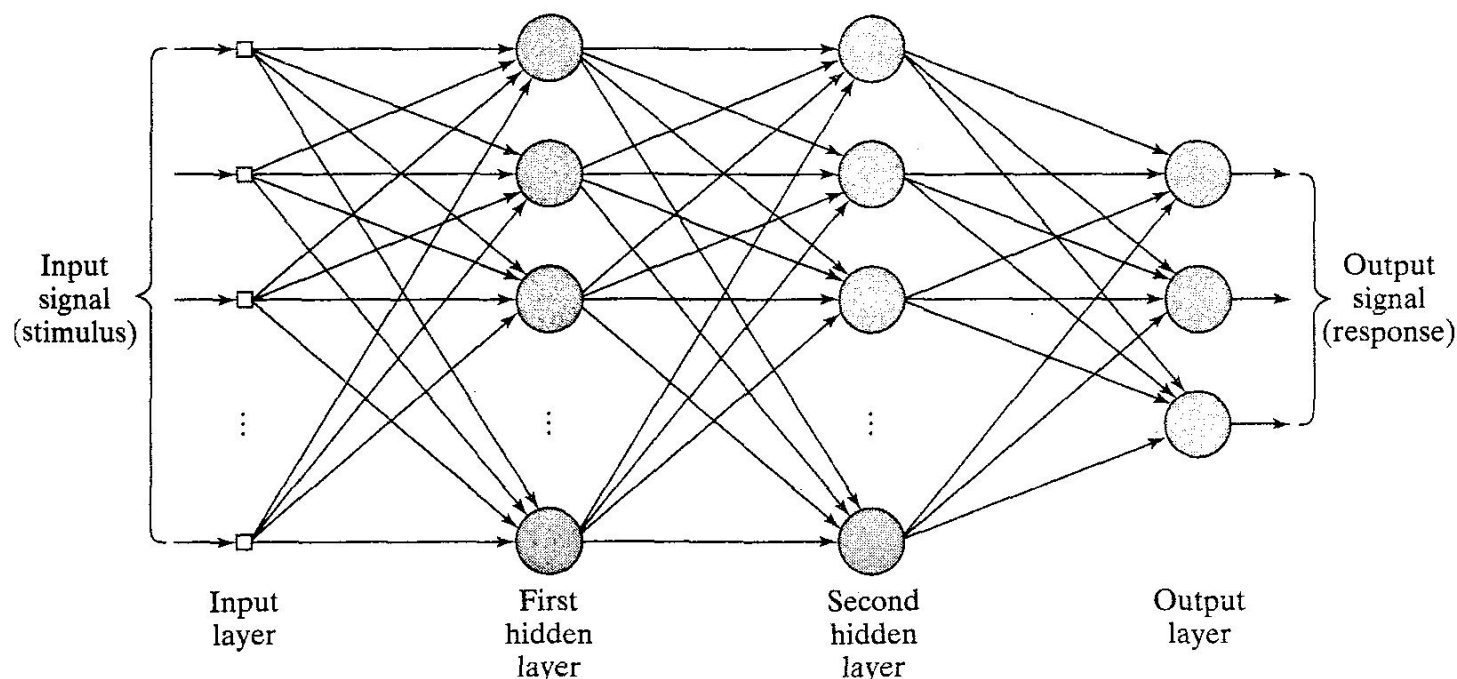 Input
signal
(stimulus)
Output
signal
(response)
Input
layer
First
hidden
layer
Second
hidden
layer
Output
layer